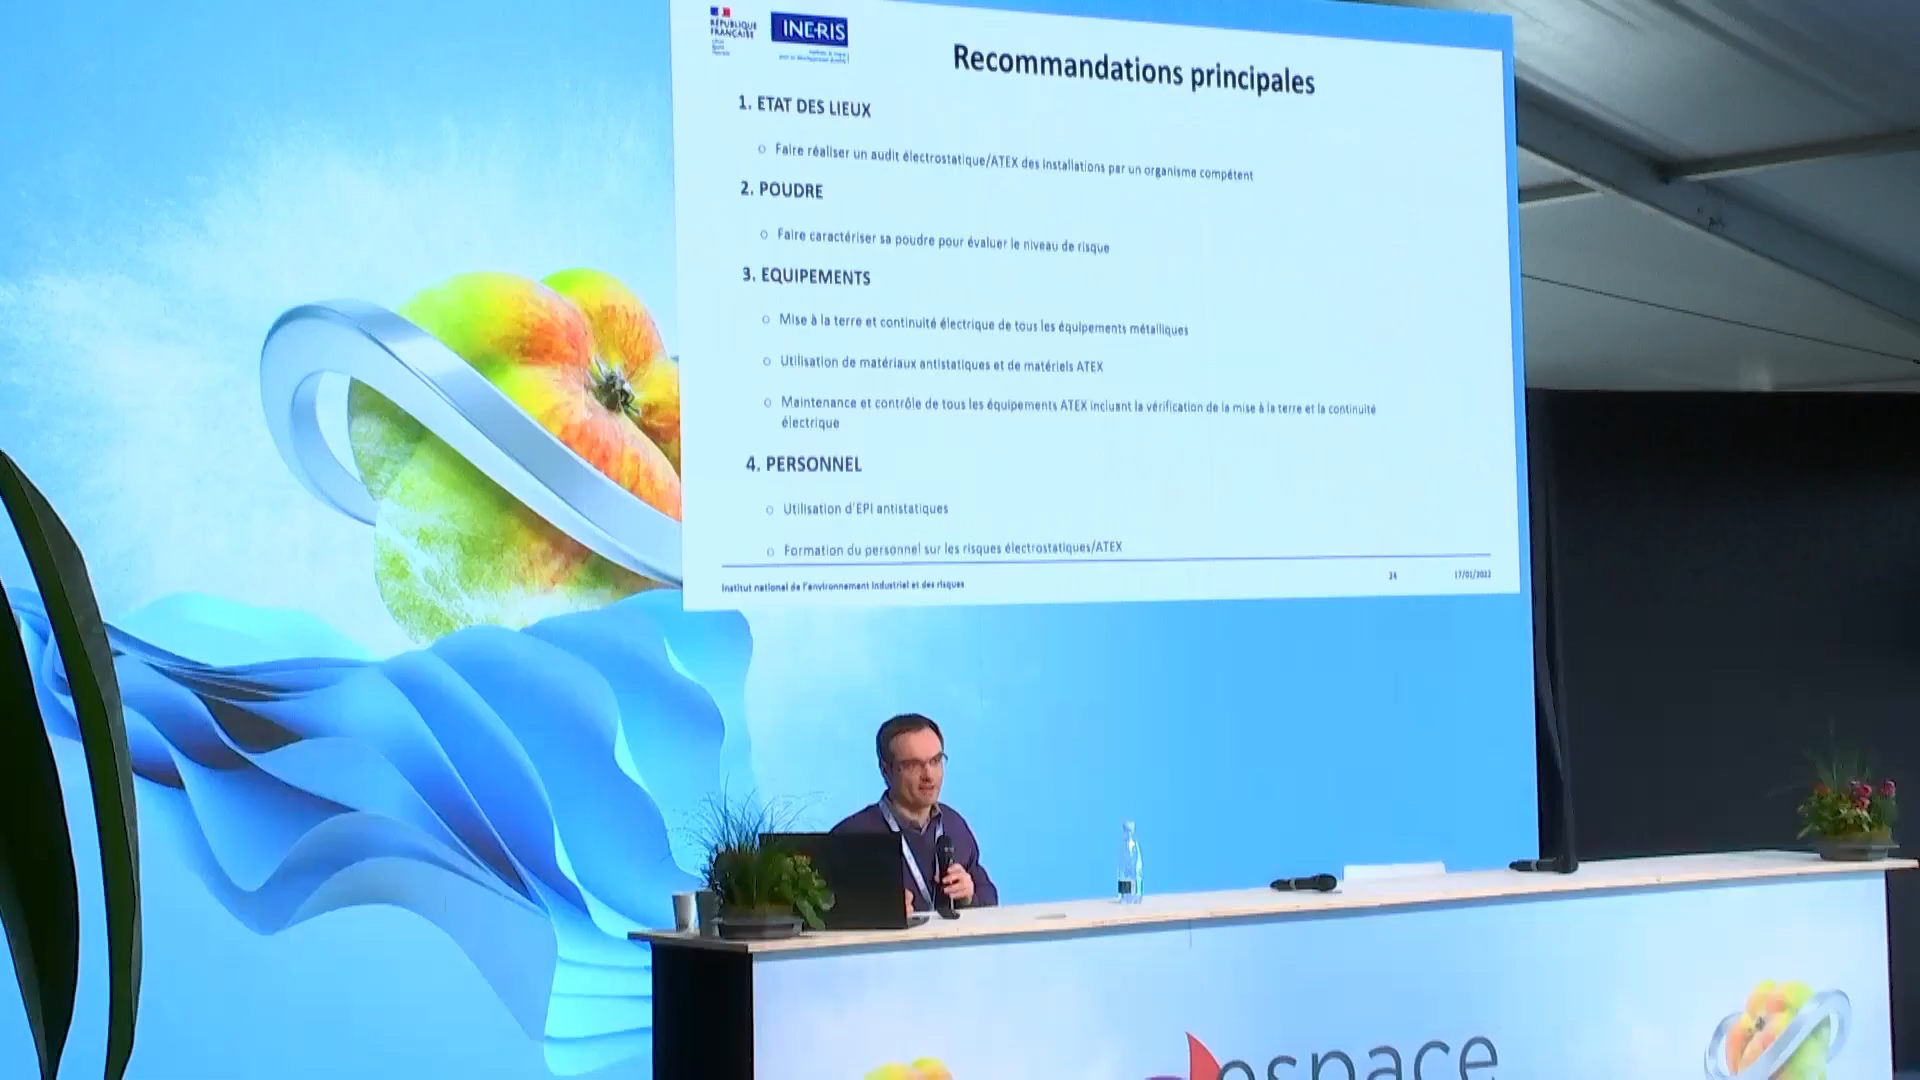 RÉPUBLIQUE
FRANÇAISE
INERIS
Recommandations principales
1. ETAT DES LIEUX
o Faire réaliser un audit électrostatique/ATEX des installations par un organisme compétent
2. POUDRE
o Faire caractériser sa poudre pour évaluer le niveau de risque
3. EQUIPEMENTS
o Mise à la terre et continuité électrique de tous les équipements métalliques
o Utilisation de matériaux antistatiques et de matériels ATEX
o Maintenance et contrôle de tous les équipements ATEX incluant la vérification de la mise à la terre et la continuité
électrique
4. PERSONNEL
o Utilisation d'EPI antistatiques
o Formation du personnel sur les risques électrostatiques/ATEX
Institut national de l'environnement industriel et des risques
24
17/01/2022
espace